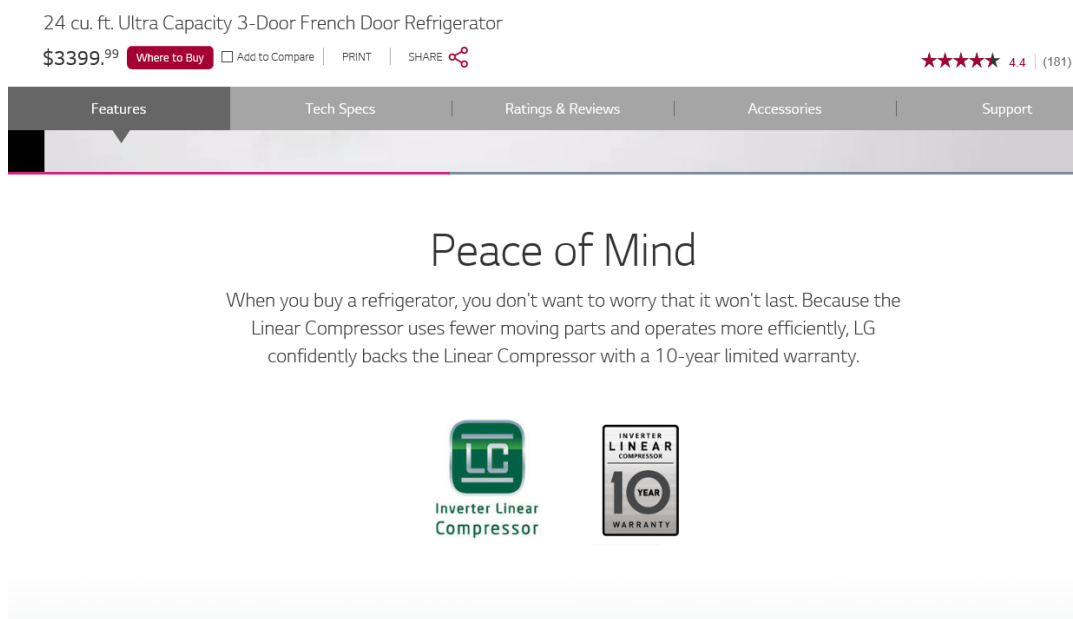 24 cu. ft. Ultra Capacity 3-Door French Door Refrigerator
$3399.99 Where to Buy Add to Compare PRINT SHARE 4.4 (181)
Features Tech Specs Ratings & Reviews Accessories Support
Peace of Mind
When you buy a refrigerator, you don't want to worry that it won't last. Because the
Linear Compressor uses fewer moving parts and operates more efficiently, LG
confidently backs the Linear Compressor with a 10-year limited warranty.
LC
Inverter Linear
Compressor
INVERTER
LINEAR
COMPRESSOR
10 YEAR
WARRANTY